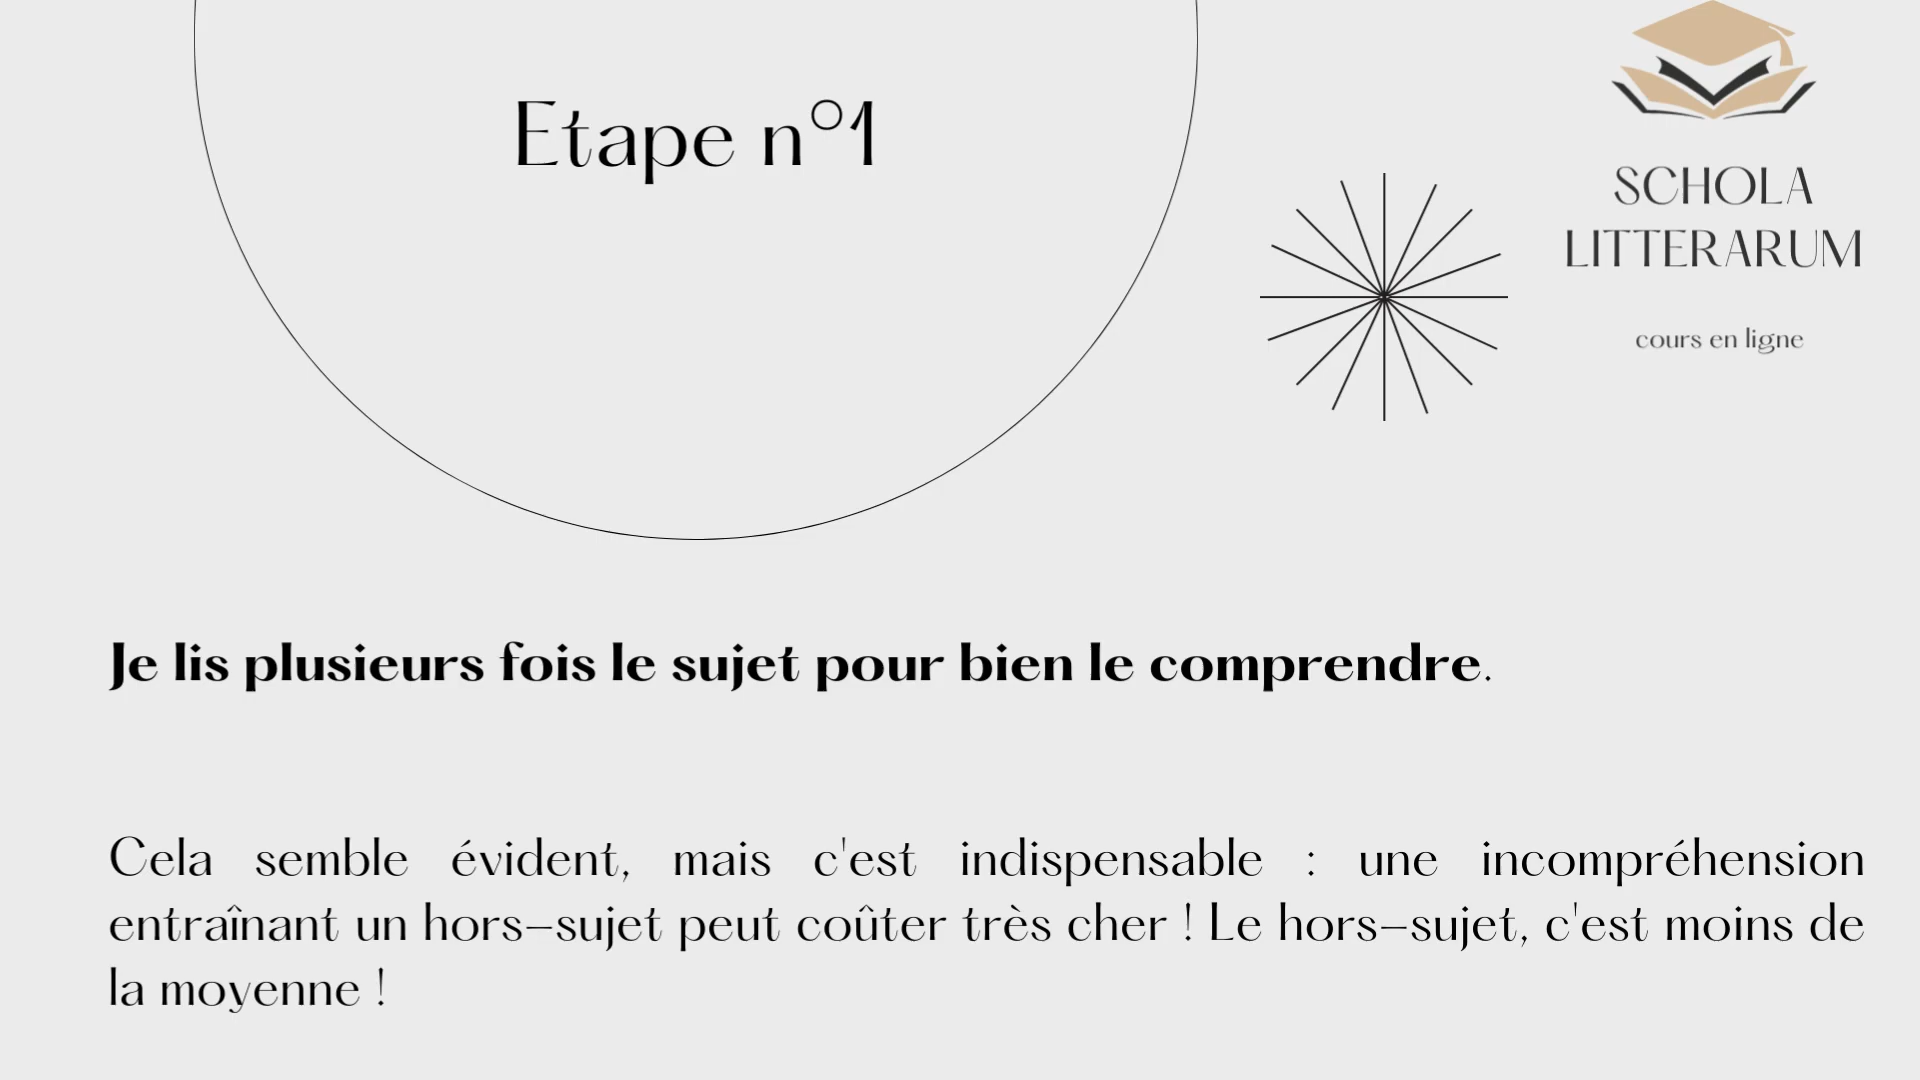 Etape n°1
SCHOLA
LITTERARUM
cours en ligne
Je lis plusieurs fois le sujet pour bien le comprendre.
Cela semble évident, mais c'est indispensable : une incompréhension
entraînant un hors-sujet peut coûter très cher ! Le hors-sujet, c'est moins de
la moyenne !